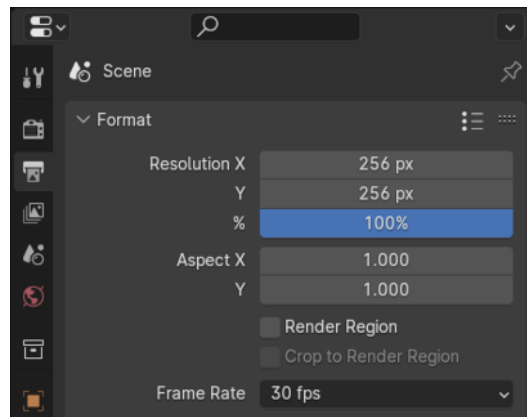 Scene
Format
Resolution X 256 px
Y 256 px
% 100%
Aspect X 1.000
Y 1.000
Render Region
Crop to Render Region
Frame Rate 30 fps